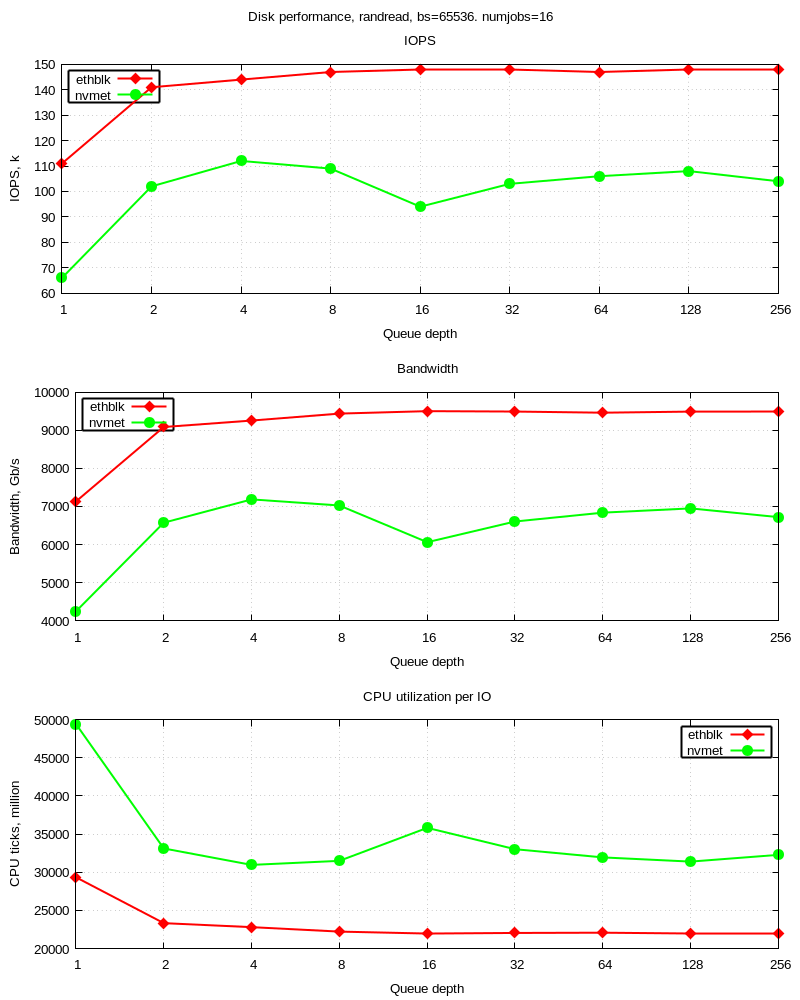 Disk performance, randread, bs=65536. numjobs=16
IOPS
150
140
130
120
110
100
90
80
70
60
IOPS, k
ethblk
nvmet
1 2 4 8 16 32 64 128 256
Queue depth
Bandwidth
10000
9000
8000
7000
6000
5000
4000
Bandwidth, Gb/s
ethblk
nvmet
1 2 4 8 16 32 64 128 256
Queue depth
CPU utilization per IO
50000
45000
40000
35000
30000
25000
20000
CPU ticks, million
ethblk
nvmet
1 2 4 8 16 32 64 128 256
Queue depth